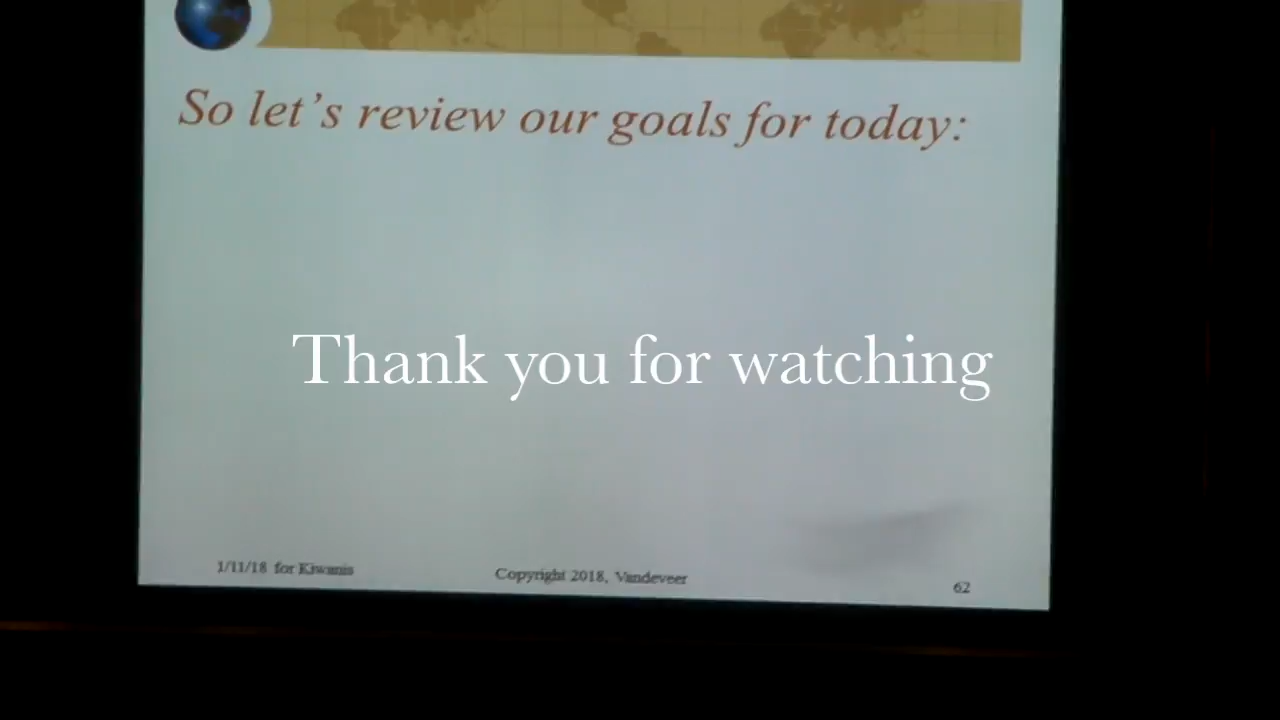 So let's review our goals for today:
Thank you for watching
1/11/18 for Kiwanis
Copyright 2018, Vandeveer
62